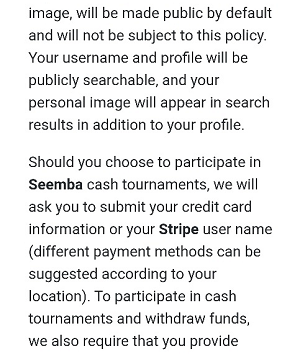 image, will be made public by default
and will not be subject to this policy.
Your username and profile will be
publicly searchable, and your
personal image will appear in search
results in addition to your profile.
Should you choose to participate in
Seemba cash tournaments, we will
ask you to submit your credit card
information or your Stripe user name
(different payment methods can be
suggested according to your
location). To participate in cash
tournaments and withdraw funds,
we also require that you provide